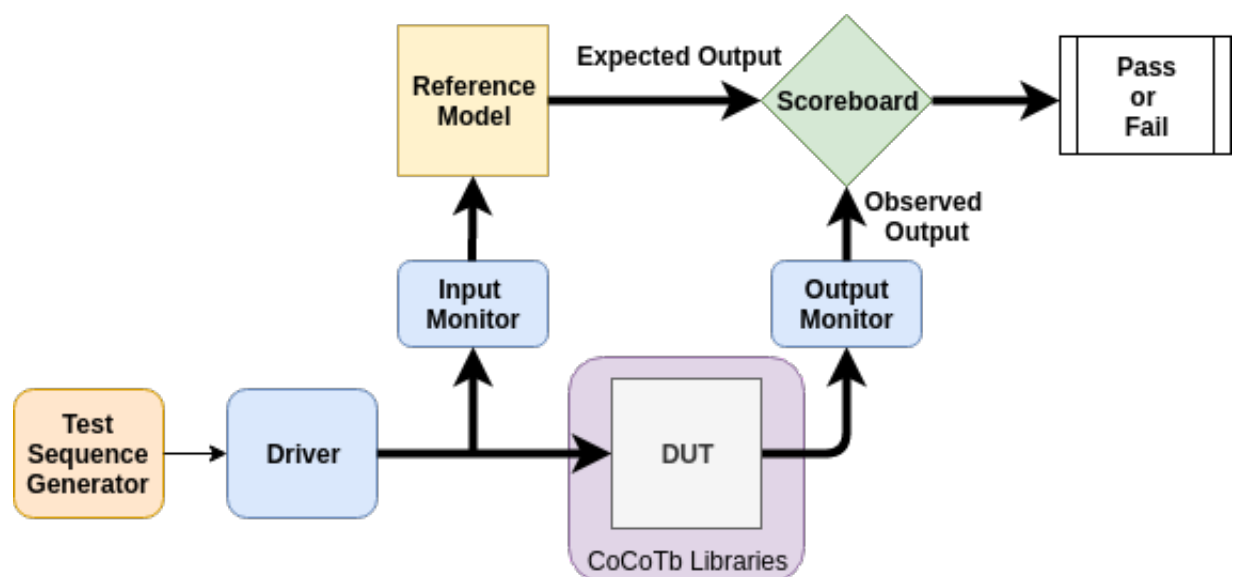 Reference
Model
Expected Output
Scoreboard
Pass
or
Fail
Observed
Output
Input
Monitor
Output
Monitor
Test
Sequence
Generator
Driver
DUT
CoCoTb Libraries